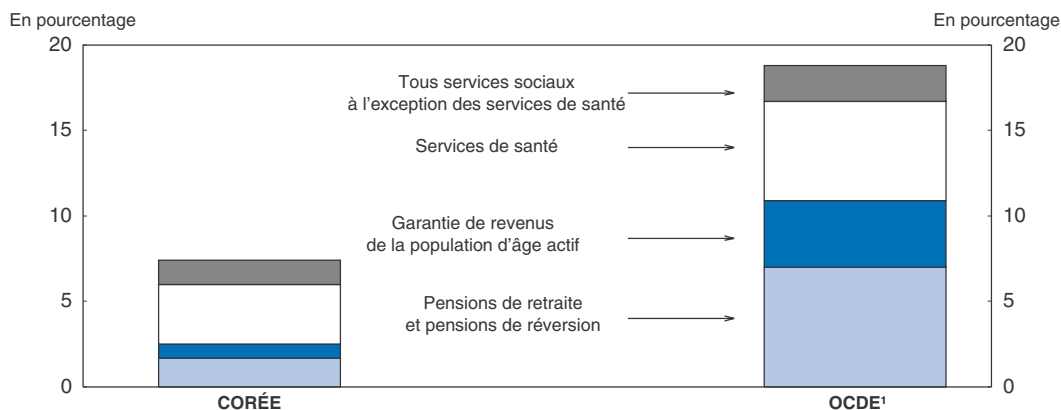 En pourcentage
En pourcentage
20
20
Tous services sociaux
à l'exception des services de santé
15
15
Services de santé
10
10
Garantie de revenus
de la population d'âge actif
5
5
Pensions de retraite
et pensions de réversion
0
0
CORÉE
OCDE¹